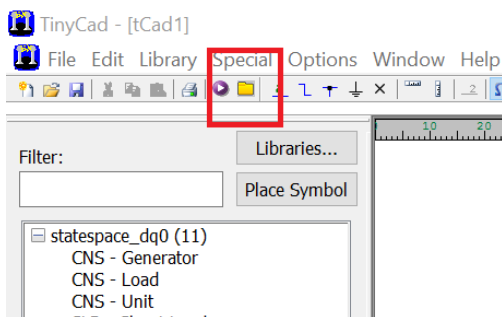 TinyCad - [tCad1]
File Edit Library Special Options Window Help
.2
10 20
Filter:
Libraries...
Place Symbol
statespace_dq0 (11)
CNS - Generator
CNS - Load
CNS - Unit